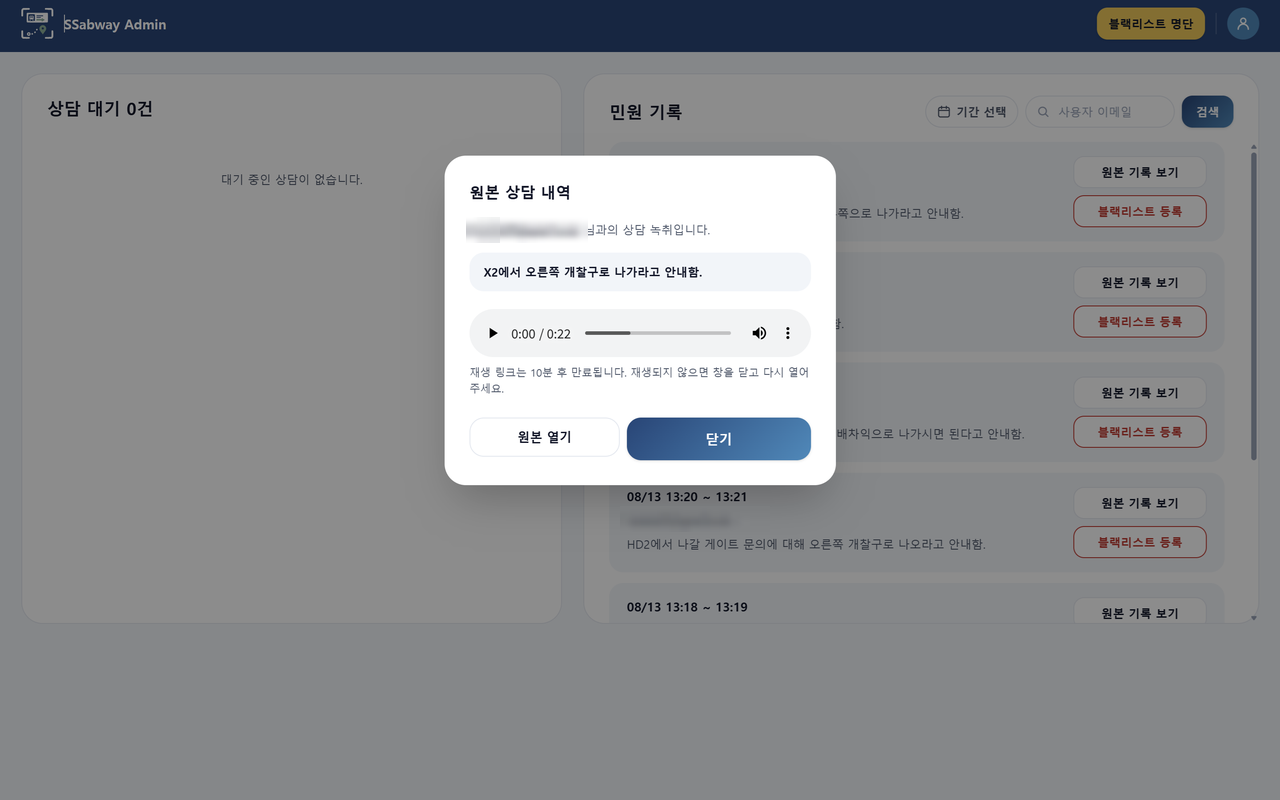 SSabway Admin
블랙리스트 명단
상담 대기 0건
대기 중인 상담이 없습니다.
민원 기록
기간 선택
사용자 이메일
검색
원본 기록 보기
쪽으로 나가라고 안내함.
블랙리스트 등록
원본 기록 보기
블랙리스트 등록
함.
원본 기록 보기
배차익으로 나가시면 된다고 안내함.
블랙리스트 등록
08/13 13:20 ~ 13:21
원본 기록 보기
HD2에서 나갈 게이트 문의에 대해 오른쪽 개찰구로 나오라고 안내함.
블랙리스트 등록
08/13 13:18 ~ 13:19
원본 기록 보기
원본 상담 내역
님과의 상담 녹취입니다.
X2에서 오른쪽 개찰구로 나가라고 안내함.
0:00 / 0:22
재생 링크는 10분 후 만료됩니다. 재생되지 않으면 창을 닫고 다시 열어
주세요.
원본 열기
닫기